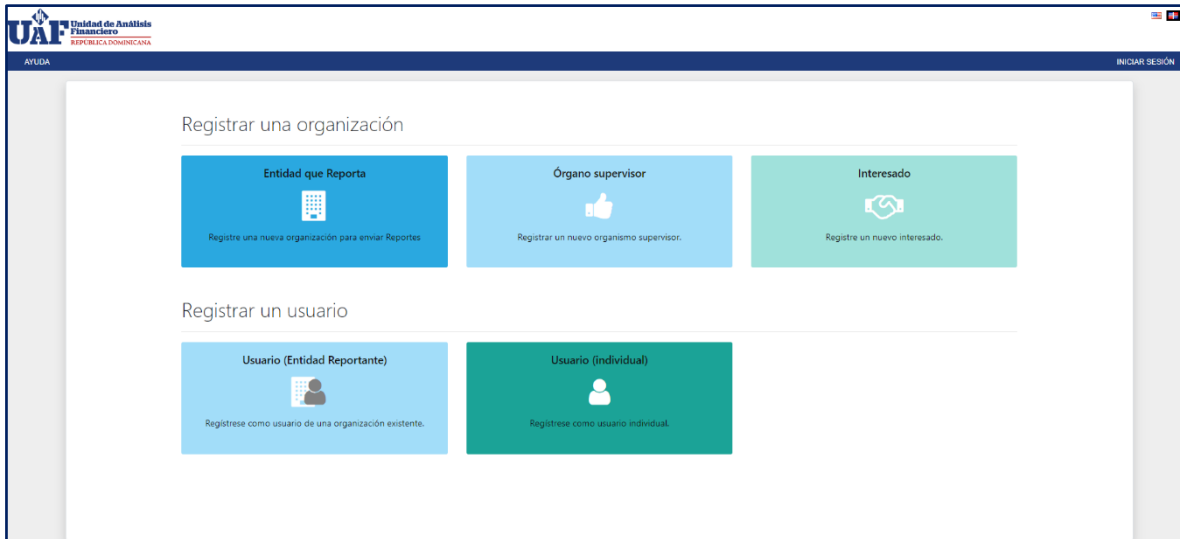 UAF Unidad de Análisis
Financiero
REPÚBLICA DOMINICANA
AYUDA
INICIAR SESIÓN
Registrar una organización
Entidad que Reporta
Registre una nueva organización para enviar Reportes
Órgano supervisor
Registrar un nuevo organismo supervisor.
Interesado
Registre un nuevo interesado.
Registrar un usuario
Usuario (Entidad Reportante)
Regístrese como usuario de una organización existente.
Usuario (individual)
Regístrese como usuario individual.